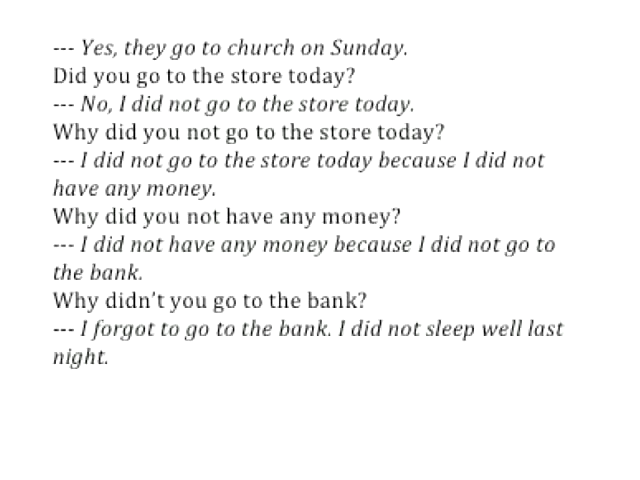 --- Yes, they go to church on Sunday.
Did you go to the store today?
--- No, I did not go to the store today.
Why did you not go to the store today?
--- I did not go to the store today because I did not
have any money.
Why did you not have any money?
--- I did not have any money because I did not go to
the bank.
Why didn’t you go to the bank?
--- I forgot to go to the bank. I did not sleep well last
night.